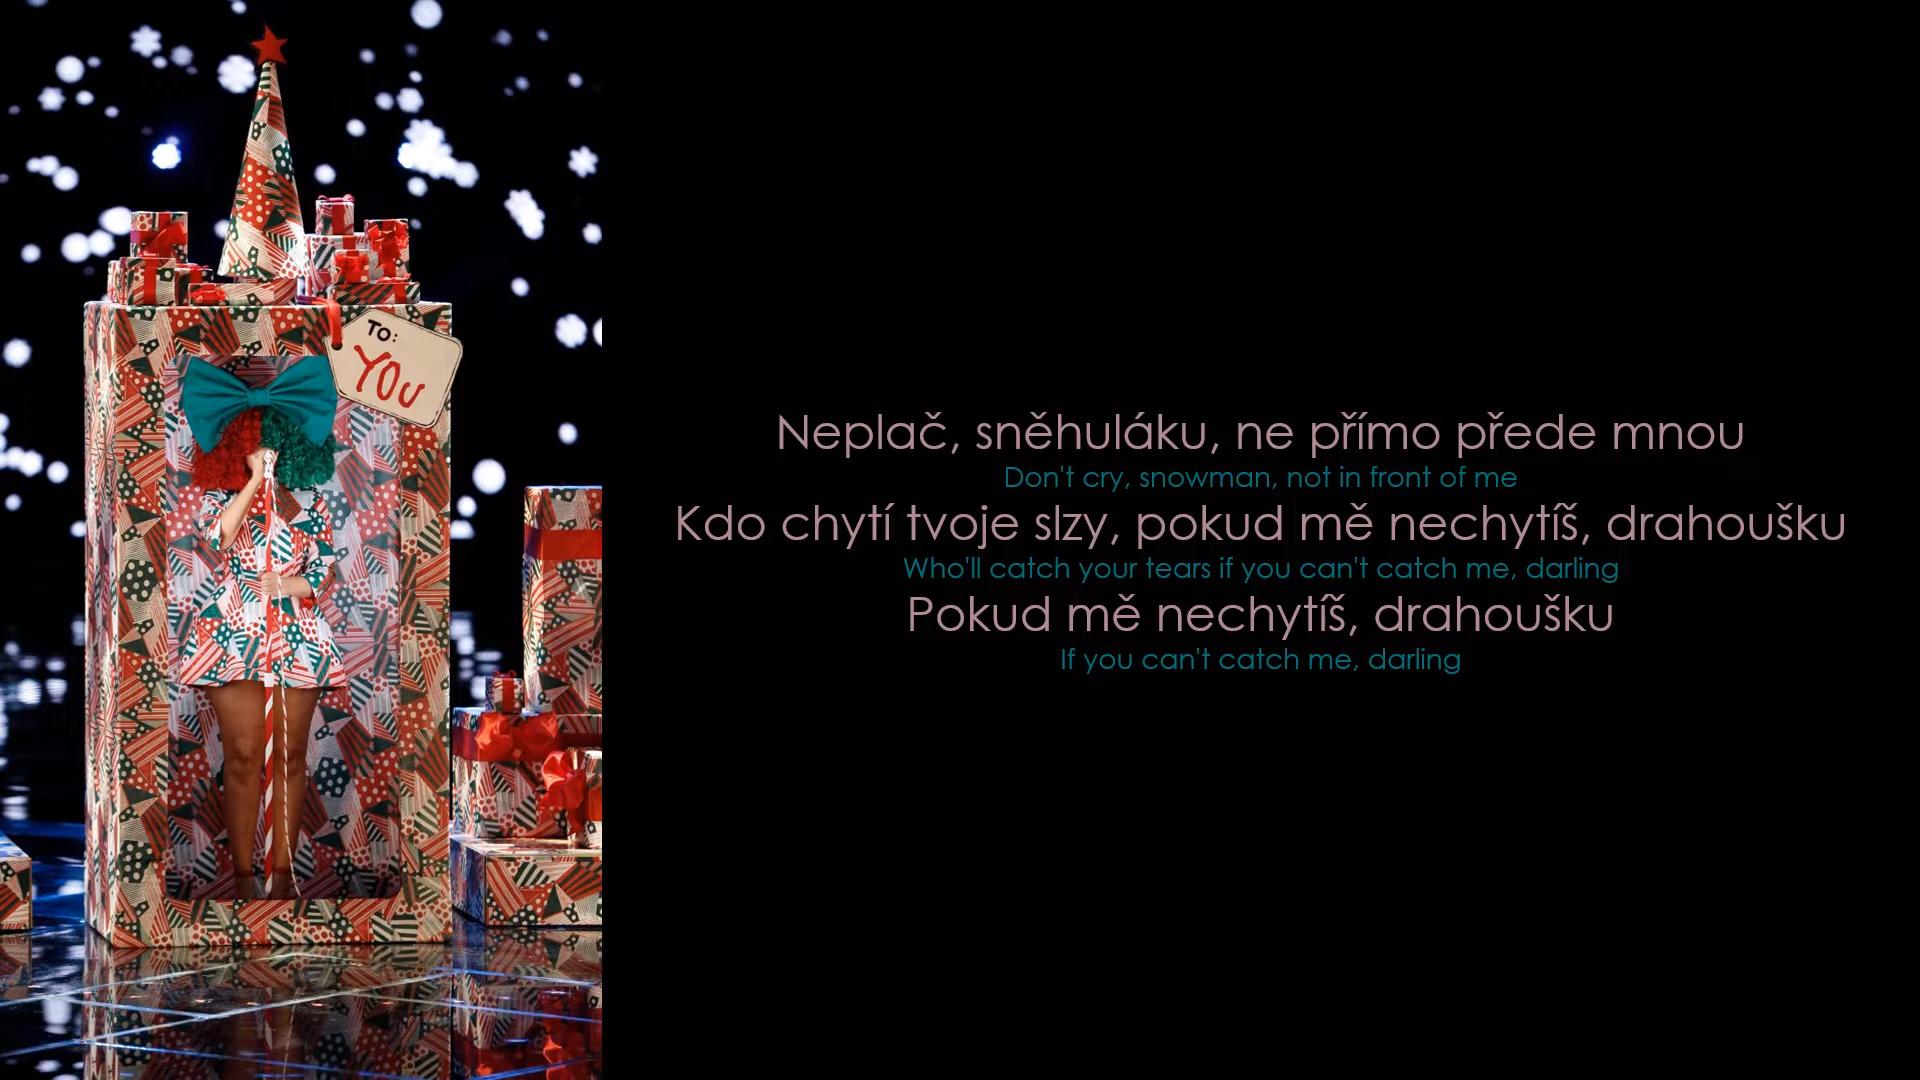 TO:
YOU
Neplač, sněhuláku, ne přímo přede mnou
Don't cry, snowman, not in front of me
Kdo chytí tvoje slzy, pokud mě nechytíš, drahoušku
Who'll catch your tears if you can't catch me, darling
Pokud mě nechytíš, drahoušku
If you can't catch me, darling